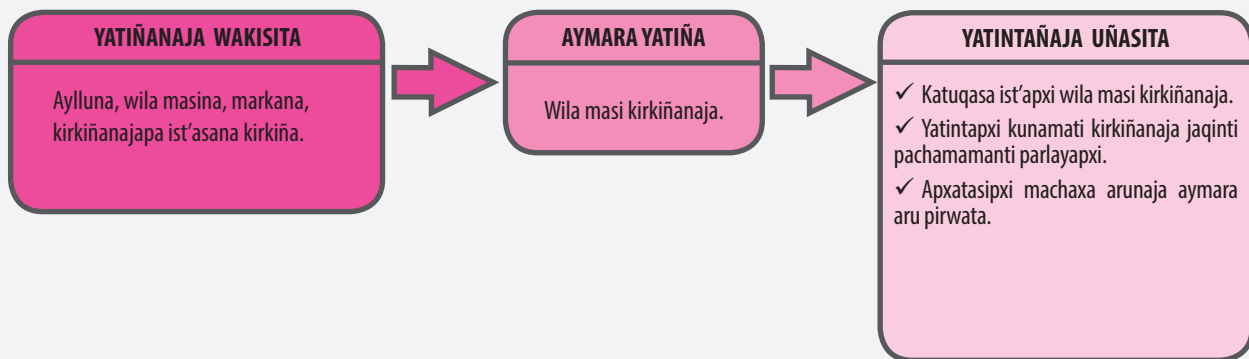 YATIÑANAJA WAKISITA
Aylluna, wila masina, markana,
kirkiñanajapa ist'asana kirkiña.
AYMARA YATIÑA
Wila masi kirkiñanaja.
YATINTAÑAJA UÑASITA
✓ Katuqasa ist'apxi wila masi kirkiñanaja.
✓ Yatintapxi kunamati kirkiñanaja jaqinti
pachamamanti parlayapxi.
✓ Apxatasipxi machaxa arunaja aymara
aru pirwata.